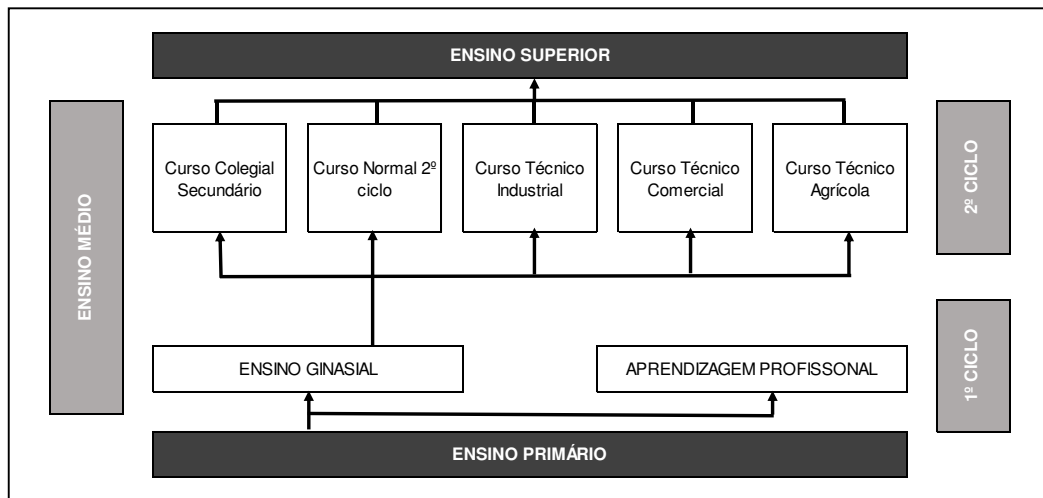 ENSINO SUPERIOR
ENSINO MÉDIO
Curso Colegial
Secundário
Curso Normal 2º
ciclo
Curso Técnico
Industrial
Curso Técnico
Comercial
Curso Técnico
Agrícola
2º CICLO
ENSINO GINASIAL
APRENDIZAGEM PROFISSONAL
1º CICLO
ENSINO PRIMÁRIO